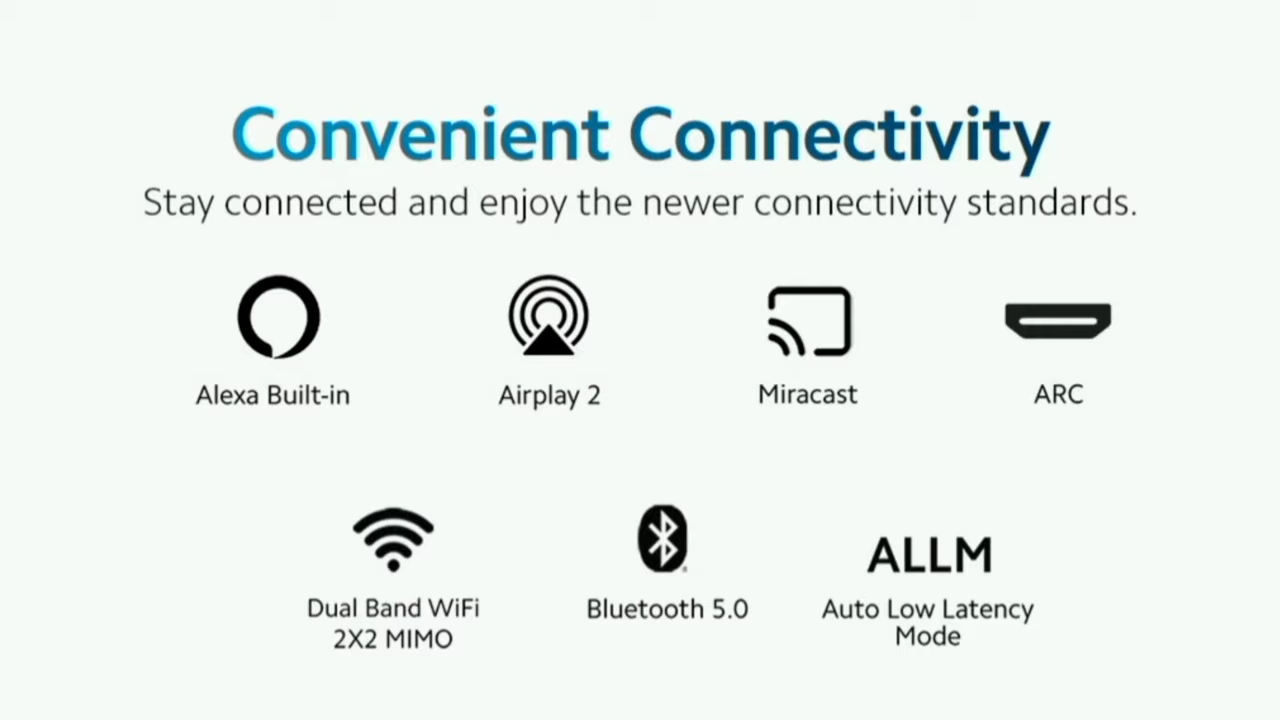 Convenient Connectivity
Stay connected and enjoy the newer connectivity standards.
Alexa Built-in
Airplay 2
Miracast
ARC
Dual Band WiFi
2X2 MIMO
Bluetooth 5.0
ALLM
Auto Low Latency
Mode